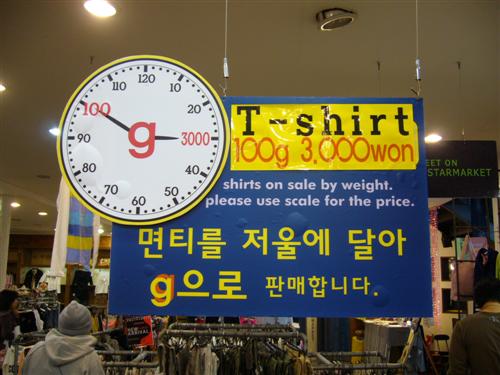 120
110
20
100
g
3000
90
40
80
50
70
60
T-shirt
100g 3,000won
shirts on sale by weight.
please use scale for the price.
면티를 저울에 달아
g으로 판매합니다.
EET ON
STARMARKET